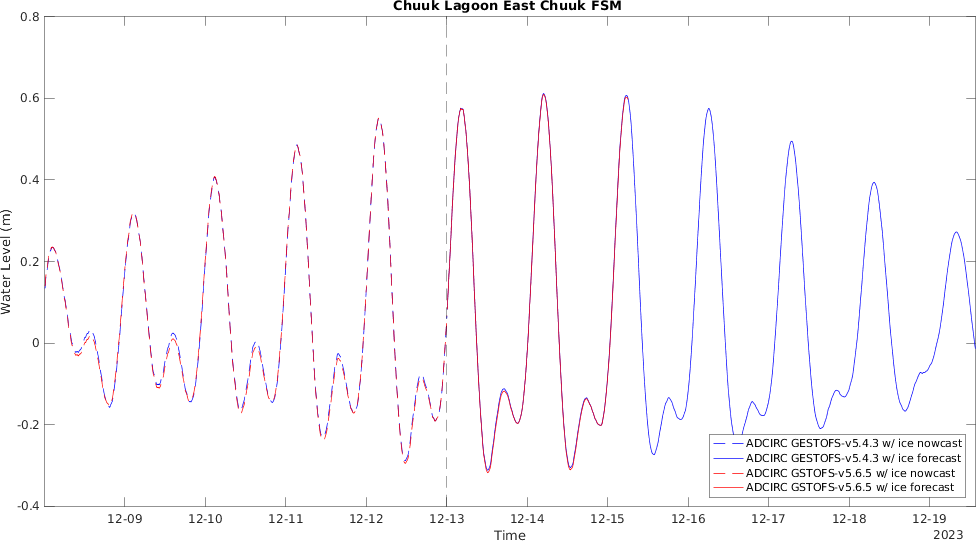 Chuuk Lagoon East Chuuk FSM
Water Level (m)
0.8
0.6
0.4
0.2
0
-0.2
-0.4
ADCIRC GESTOFS-v5.4.3 w/ ice nowcast
ADCIRC GESTOFS-v5.4.3 w/ ice forecast
ADCIRC GSTOFS-v5.6.5 w/ ice nowcast
ADCIRC GSTOFS-v5.6.5 w/ ice forecast
12-09 12-10 12-11 12-12 12-13 12-14 12-15 12-16 12-17 12-18 12-19
Time
2023